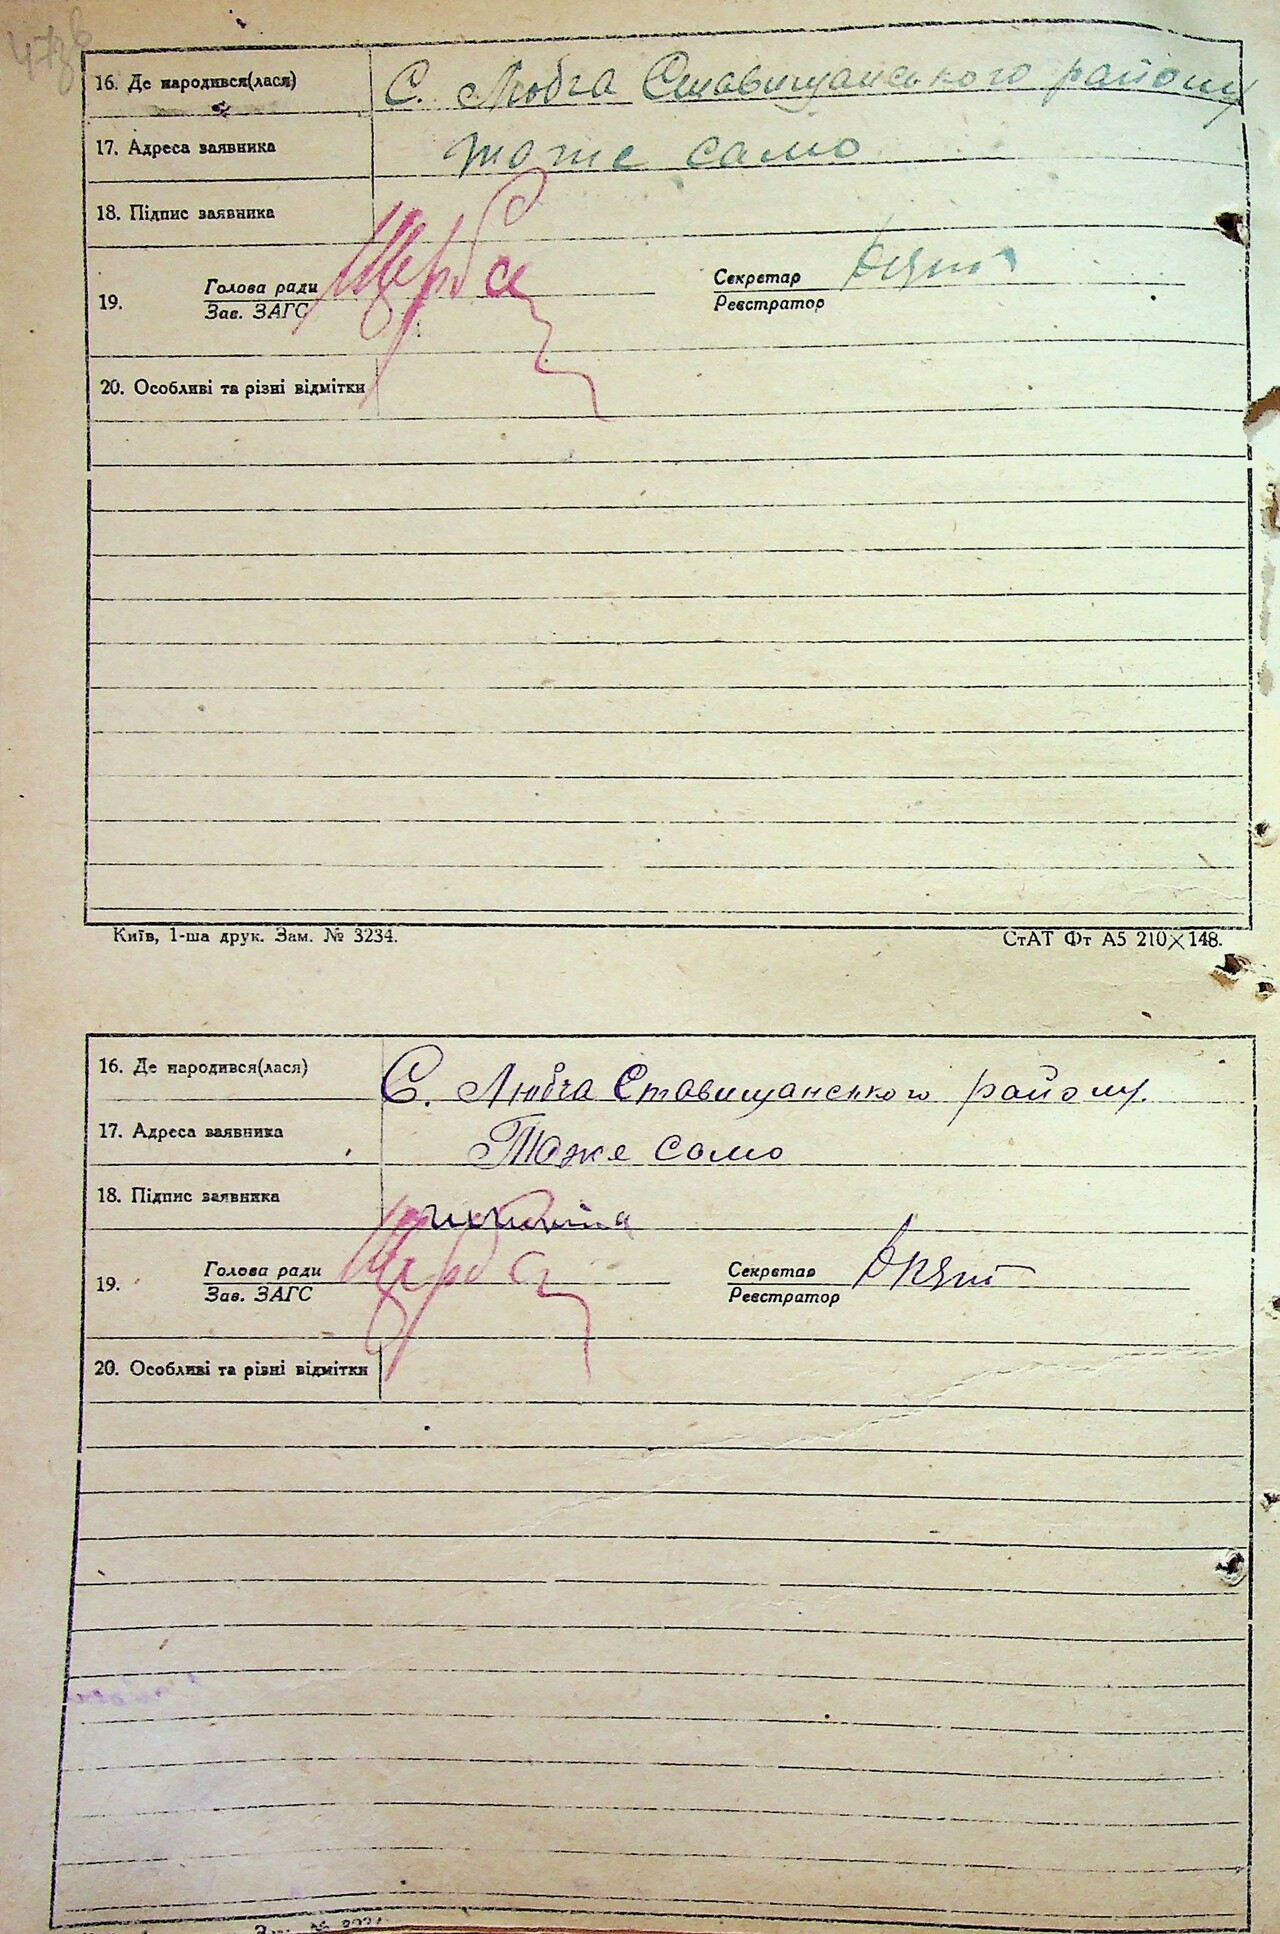 16. Де народився(лася) С. Любча Ставищанського району
17. Адреса заявника тоже само
18. Підпис заявника
19. Голова ради Щерба Секретар
Зав. ЗАГС Реєстратор
20. Особливі та різні відмітки
Київ, 1-ша друк. Зам. № 3234. СтАТ Фт А5 210×148.
16. Де народився(лася) С. Любча Ставищанського району.
17. Адреса заявника Тоже само
18. Підпис заявника
19. Голова ради Щерба Секретар
Зав. ЗАГС Реєстратор
20. Особливі та різні відмітки